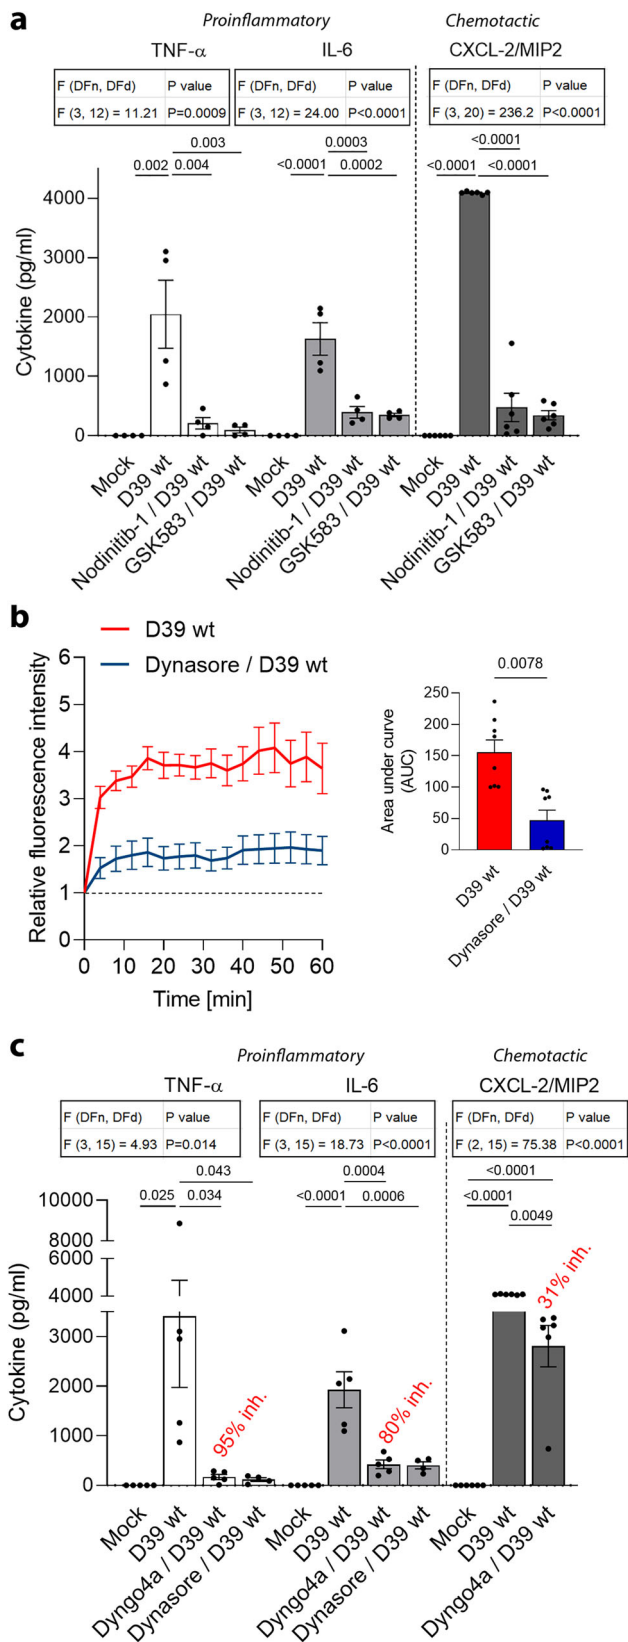 a
Proinflammatory Chemotactic
TNF-α IL-6 CXCL-2/MIP2
F (DFn, DFd) P value F (DFn, DFd) P value F (DFn, DFd) P value
F (3, 12) = 11.21 P=0.0009 F (3, 12) = 24.00 P<0.0001 F (3, 20) = 236.2 P<0.0001
0.003 0.0003 <0.0001
0.002 0.004 <0.0001 0.0002 <0.0001 <0.0001
Cytokine (pg/ml)
4000
3000
2000
1000
0
Mock
D39 wt
Nodinitib-1 / D39 wt
GSK583 / D39 wt
Mock
D39 wt
Nodinitib-1 / D39 wt
GSK583 / D39 wt
Mock
D39 wt
Nodinitib-1 / D39 wt
GSK583 / D39 wt
b
D39 wt
Dynasore / D39 wt
Relative fluorescence intensity
6
5
4
3
2
1
0
0 10 20 30 40 50 60
Time [min]
0.0078
Area under curve
(AUC)
250
200
150
100
50
0
D39 wt
Dynasore / D39 wt
c
Proinflammatory Chemotactic
TNF-α IL-6 CXCL-2/MIP2
F (DFn, DFd) P value F (DFn, DFd) P value F (DFn, DFd) P value
F (3, 15) = 4.93 P=0.014 F (3, 15) = 18.73 P<0.0001 F (2, 15) = 75.38 P<0.0001
0.043 0.0004 <0.0001
0.025 0.034 <0.0001 0.0006 <0.0001
0.0049
Cytokine (pg/ml)
10000
8000
6000
4000
3000
2000
1000
0
95% inh.
80% inh.
31% inh.
Mock
D39 wt
Dyngo4a / D39 wt
Dynasore / D39 wt
Mock
D39 wt
Dyngo4a / D39 wt
Dynasore / D39 wt
Mock
D39 wt
Dyngo4a / D39 wt